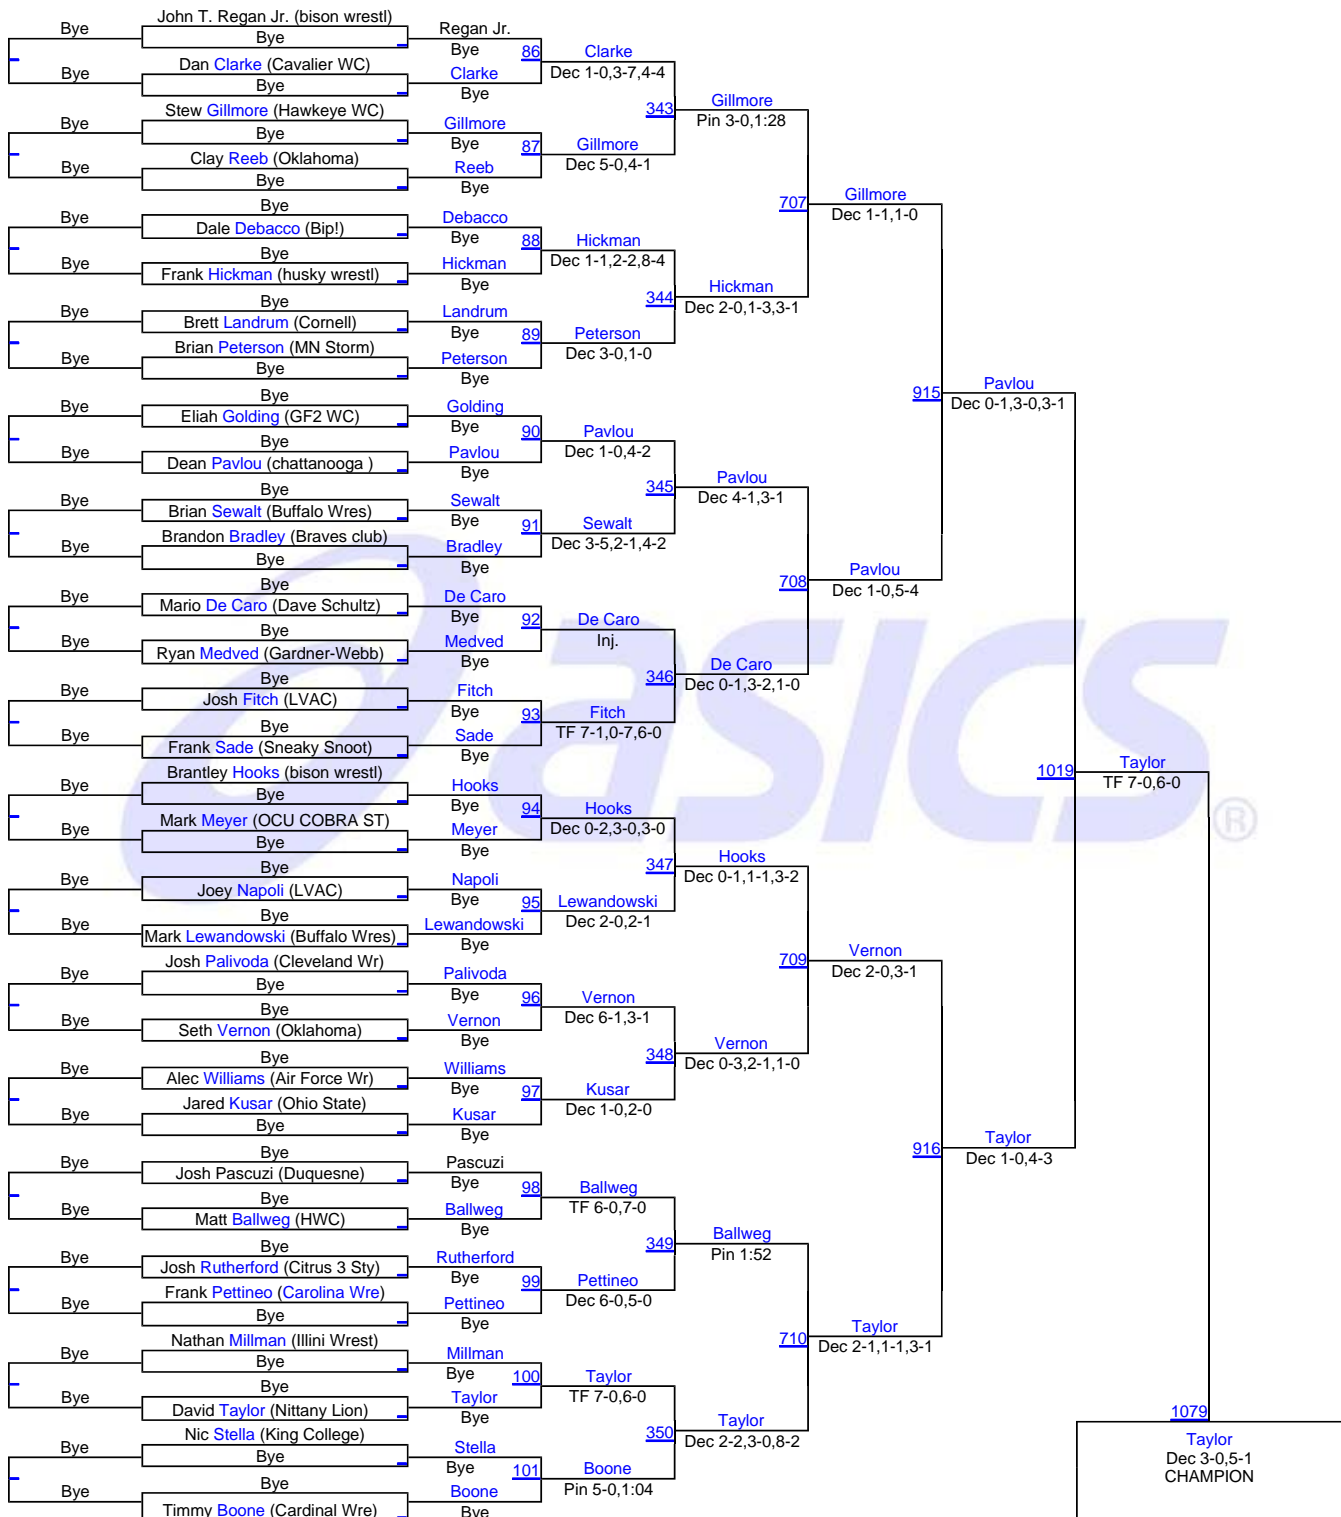 John T. Regan Jr. (bison wrestl)
Bye
Bye
Regan Jr.
Bye
86
Clarke
Dec 1-0,3-7,4-4
Dan Clarke (Cavalier WC)
Bye
Bye
Clarke
Bye
343
Gillmore
Pin 3-0,1:28
Stew Gillmore (Hawkeye WC)
Bye
Bye
Gillmore
Bye
87
Gillmore
Dec 5-0,4-1
Clay Reeb (Oklahoma)
Bye
Bye
Reeb
Bye
707
Gillmore
Dec 1-1,1-0
Bye
Bye
Dale Debacco (Bip!)
Debacco
Bye
88
Hickman
Dec 1-1,2-2,8-4
Bye
Bye
Frank Hickman (husky wrestl)
Hickman
Bye
344
Hickman
Dec 2-0,1-3,3-1
Bye
Bye
Brett Landrum (Cornell)
Landrum
Bye
89
Peterson
Dec 3-0,1-0
Brian Peterson (MN Storm)
Bye
Bye
Peterson
Bye
915
Pavlou
Dec 0-1,3-0,3-1
Bye
Bye
Eliah Golding (GF2 WC)
Golding
Bye
90
Pavlou
Dec 1-0,4-2
Bye
Bye
Dean Pavlou (chattanooga )
Pavlou
Bye
345
Pavlou
Dec 4-1,3-1
Bye
Bye
Brian Sewalt (Buffalo Wres)
Sewalt
Bye
91
Sewalt
Dec 3-5,2-1,4-2
Brandon Bradley (Braves club)
Bye
Bye
Bradley
Bye
708
Pavlou
Dec 1-0,5-4
Bye
Bye
Mario De Caro (Dave Schultz)
De Caro
Bye
92
De Caro
Inj.
Bye
Bye
Ryan Medved (Gardner-Webb)
Medved
Bye
346
De Caro
Dec 0-1,3-2,1-0
Bye
Bye
Josh Fitch (LVAC)
Fitch
Bye
93
Fitch
TF 7-1,0-7,6-0
Bye
Bye
Frank Sade (Sneaky Snoot)
Sade
Bye
asics
®
1019
Taylor
TF 7-0,6-0
Brantley Hooks (bison wrestl)
Bye
Bye
Hooks
Bye
94
Hooks
Dec 0-2,3-0,3-0
Mark Meyer (OCU COBRA ST)
Bye
Bye
Meyer
Bye
347
Hooks
Dec 0-1,1-1,3-2
Bye
Bye
Joey Napoli (LVAC)
Napoli
Bye
95
Lewandowski
Dec 2-0,2-1
Bye
Bye
Mark Lewandowski (Buffalo Wres)
Lewandowski
Bye
709
Vernon
Dec 2-0,3-1
Josh Palivoda (Cleveland Wr)
Bye
Bye
Palivoda
Bye
96
Vernon
Dec 6-1,3-1
Bye
Bye
Seth Vernon (Oklahoma)
Vernon
Bye
348
Vernon
Dec 0-3,2-1,1-0
Bye
Bye
Alec Williams (Air Force Wr)
Williams
Bye
97
Kusar
Dec 1-0,2-0
Jared Kusar (Ohio State)
Bye
Bye
Kusar
Bye
916
Taylor
Dec 1-0,4-3
Bye
Bye
Josh Pascuzi (Duquesne)
Pascuzi
Bye
98
Ballweg
TF 6-0,7-0
Bye
Bye
Matt Ballweg (HWC)
Ballweg
Bye
349
Ballweg
Pin 1:52
Bye
Bye
Josh Rutherford (Citrus 3 Sty)
Rutherford
Bye
99
Pettineo
Dec 6-0,5-0
Frank Pettineo (Carolina Wre)
Bye
Bye
Pettineo
Bye
710
Taylor
Dec 2-1,1-1,3-1
Nathan Millman (Illini Wrest)
Bye
Bye
Millman
Bye
100
Taylor
TF 7-0,6-0
Bye
Bye
David Taylor (Nittany Lion)
Taylor
Bye
350
Taylor
Dec 2-2,3-0,8-2
Nic Stella (King College)
Bye
Bye
Stella
Bye
101
Boone
Pin 5-0,1:04
Bye
Bye
Timmy Boone (Cardinal Wre)
Boone
Bye
1079
Taylor
Dec 3-0,5-1
CHAMPION